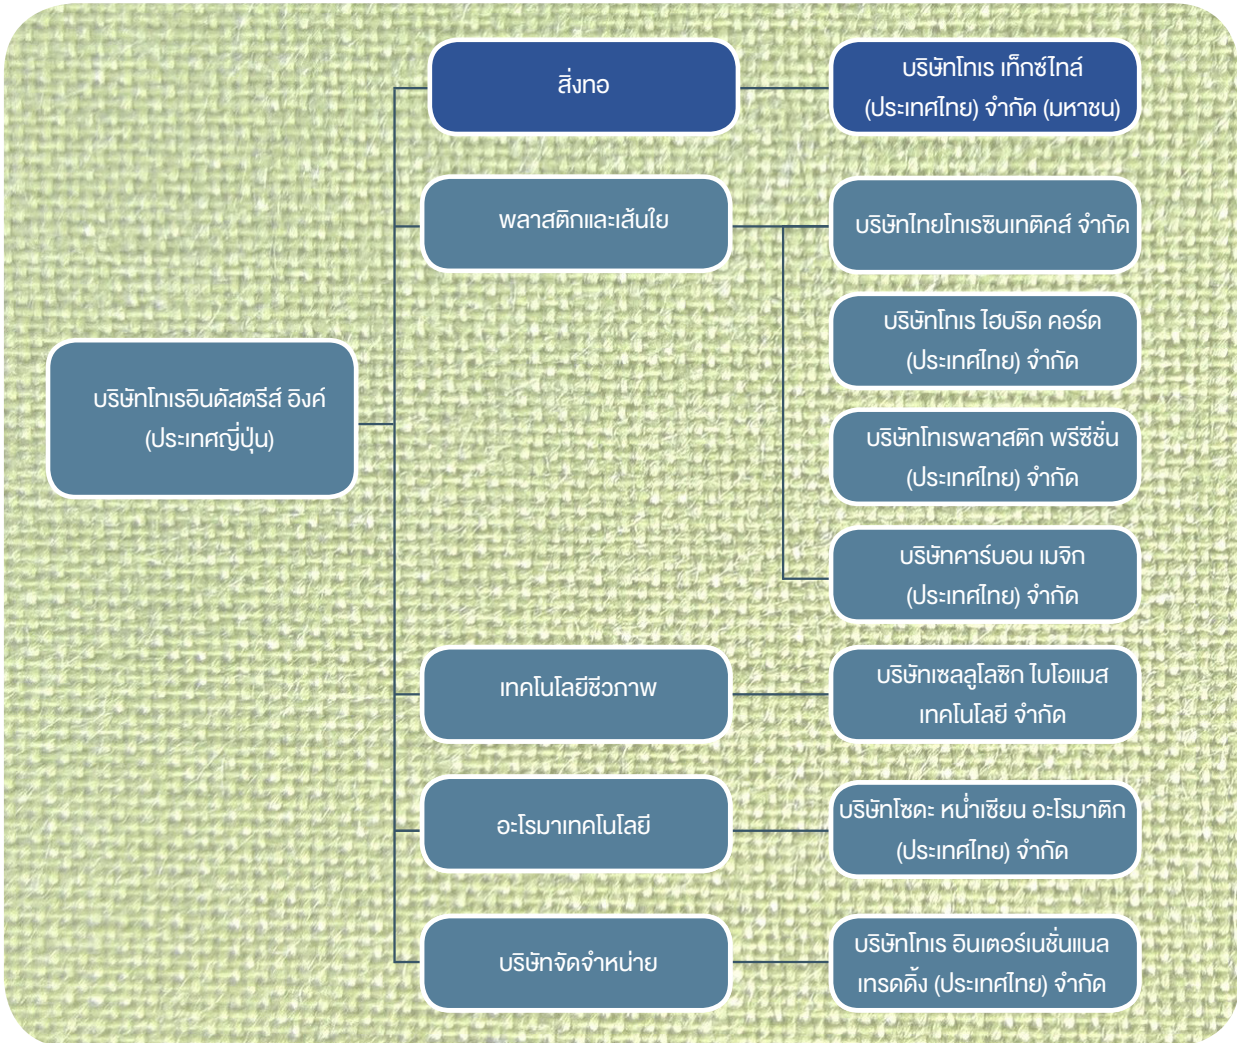 สิ่งทอ
บริษัทโทเร เท็กซ์ไทล์
(ประเทศไทย) จำกัด (มหาชน)
พลาสติกและเส้นใย
บริษัทไทยโทเรซินเทติคส์ จำกัด
บริษัทโทเร ไฮบริด คอร์ด
(ประเทศไทย) จำกัด
บริษัทโทเรอินดัสตรีส์ อิงค์
(ประเทศญี่ปุ่น)
บริษัทโทเรพลาสติก พรีซีชั่น
(ประเทศไทย) จำกัด
บริษัทคาร์บอน เมจิก
(ประเทศไทย) จำกัด
เทคโนโลยีชีวภาพ
บริษัทเซลลูโลซิก ไบโอแมส
เทคโนโลยี จำกัด
อะโรมาเทคโนโลยี
บริษัทโซดะ หน่ำเซียน อะโรมาติก
(ประเทศไทย) จำกัด
บริษัทจัดจำหน่าย
บริษัทโทเร อินเตอร์เนชั่นแนล
เทรดดิ้ง (ประเทศไทย) จำกัด